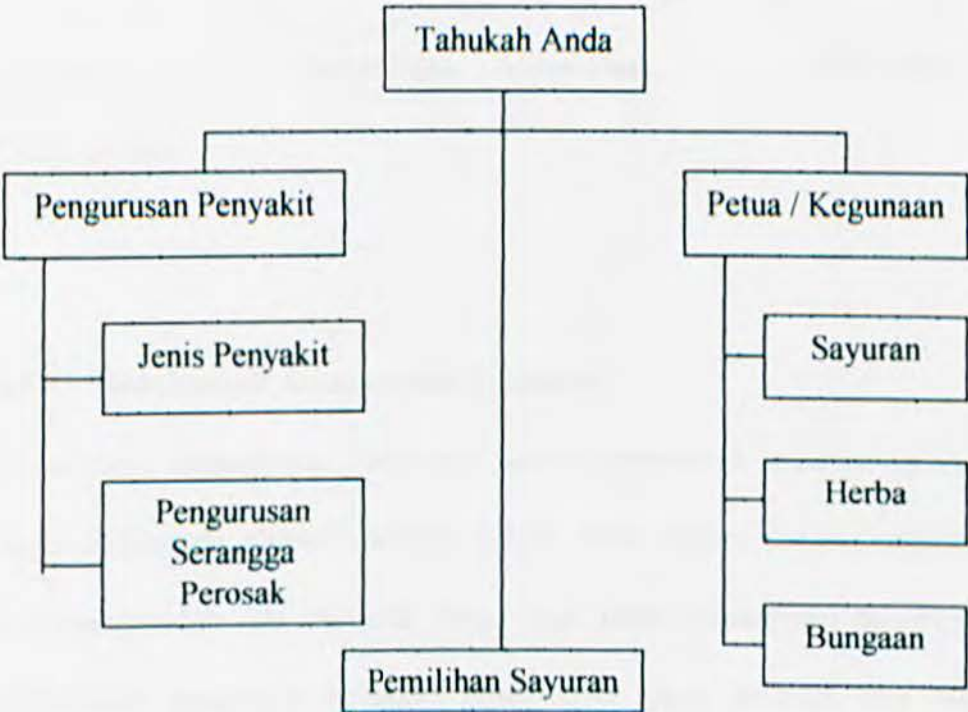 Tahukah Anda
Pengurusan Penyakit
Petua / Kegunaan
Jenis Penyakit
Sayuran
Pengurusan
Serangga
Perosak
Herba
Bungaan
Pemilihan Sayuran